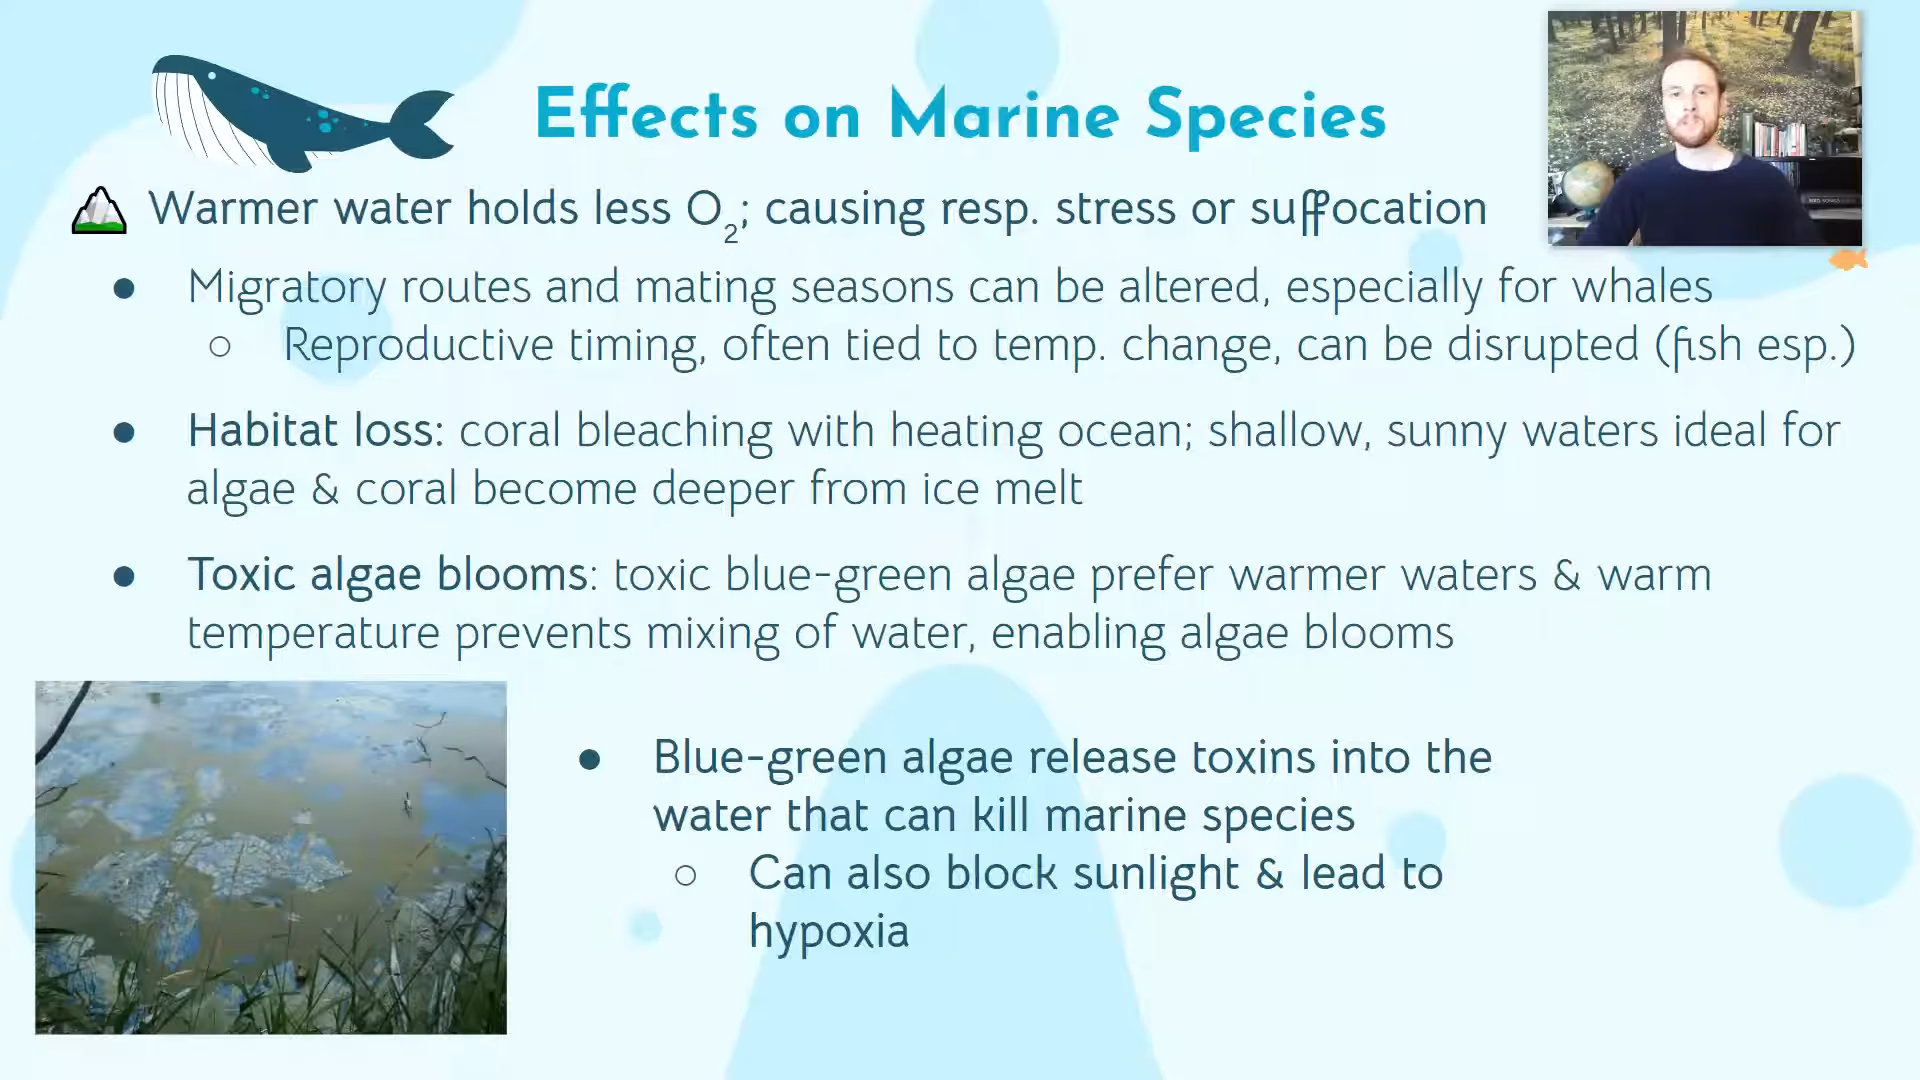 Effects on Marine Species
Warmer water holds less O2; causing resp. stress or suffocation
● Migratory routes and mating seasons can be altered, especially for whales
○ Reproductive timing, often tied to temp. change, can be disrupted (fish esp.)
● Habitat loss: coral bleaching with heating ocean; shallow, sunny waters ideal for
algae & coral become deeper from ice melt
● Toxic algae blooms: toxic blue-green algae prefer warmer waters & warm
temperature prevents mixing of water, enabling algae blooms
● Blue-green algae release toxins into the
water that can kill marine species
○ Can also block sunlight & lead to
hypoxia